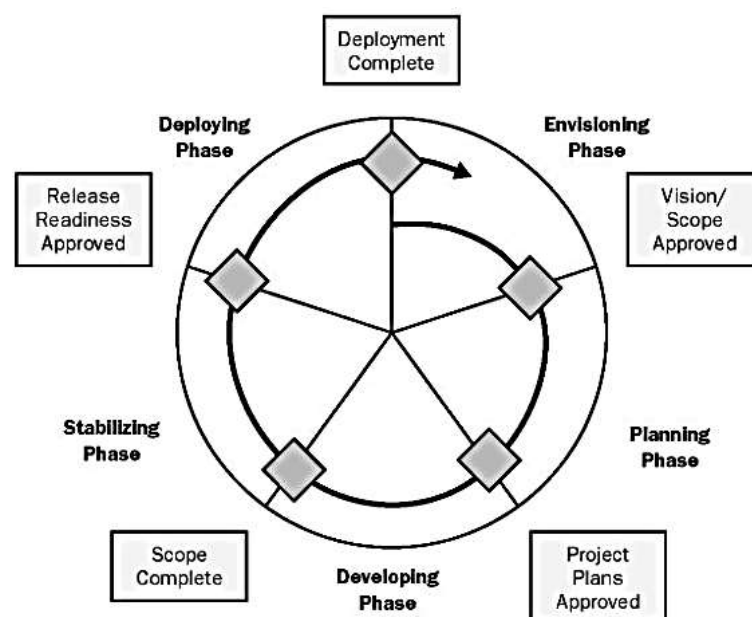 Deployment
Complete
Deploying
Phase
Envisioning
Phase
Release
Readiness
Approved
Vision/
Scope
Approved
Stabilizing
Phase
Planning
Phase
Scope
Complete
Developing
Phase
Project
Plans
Approved